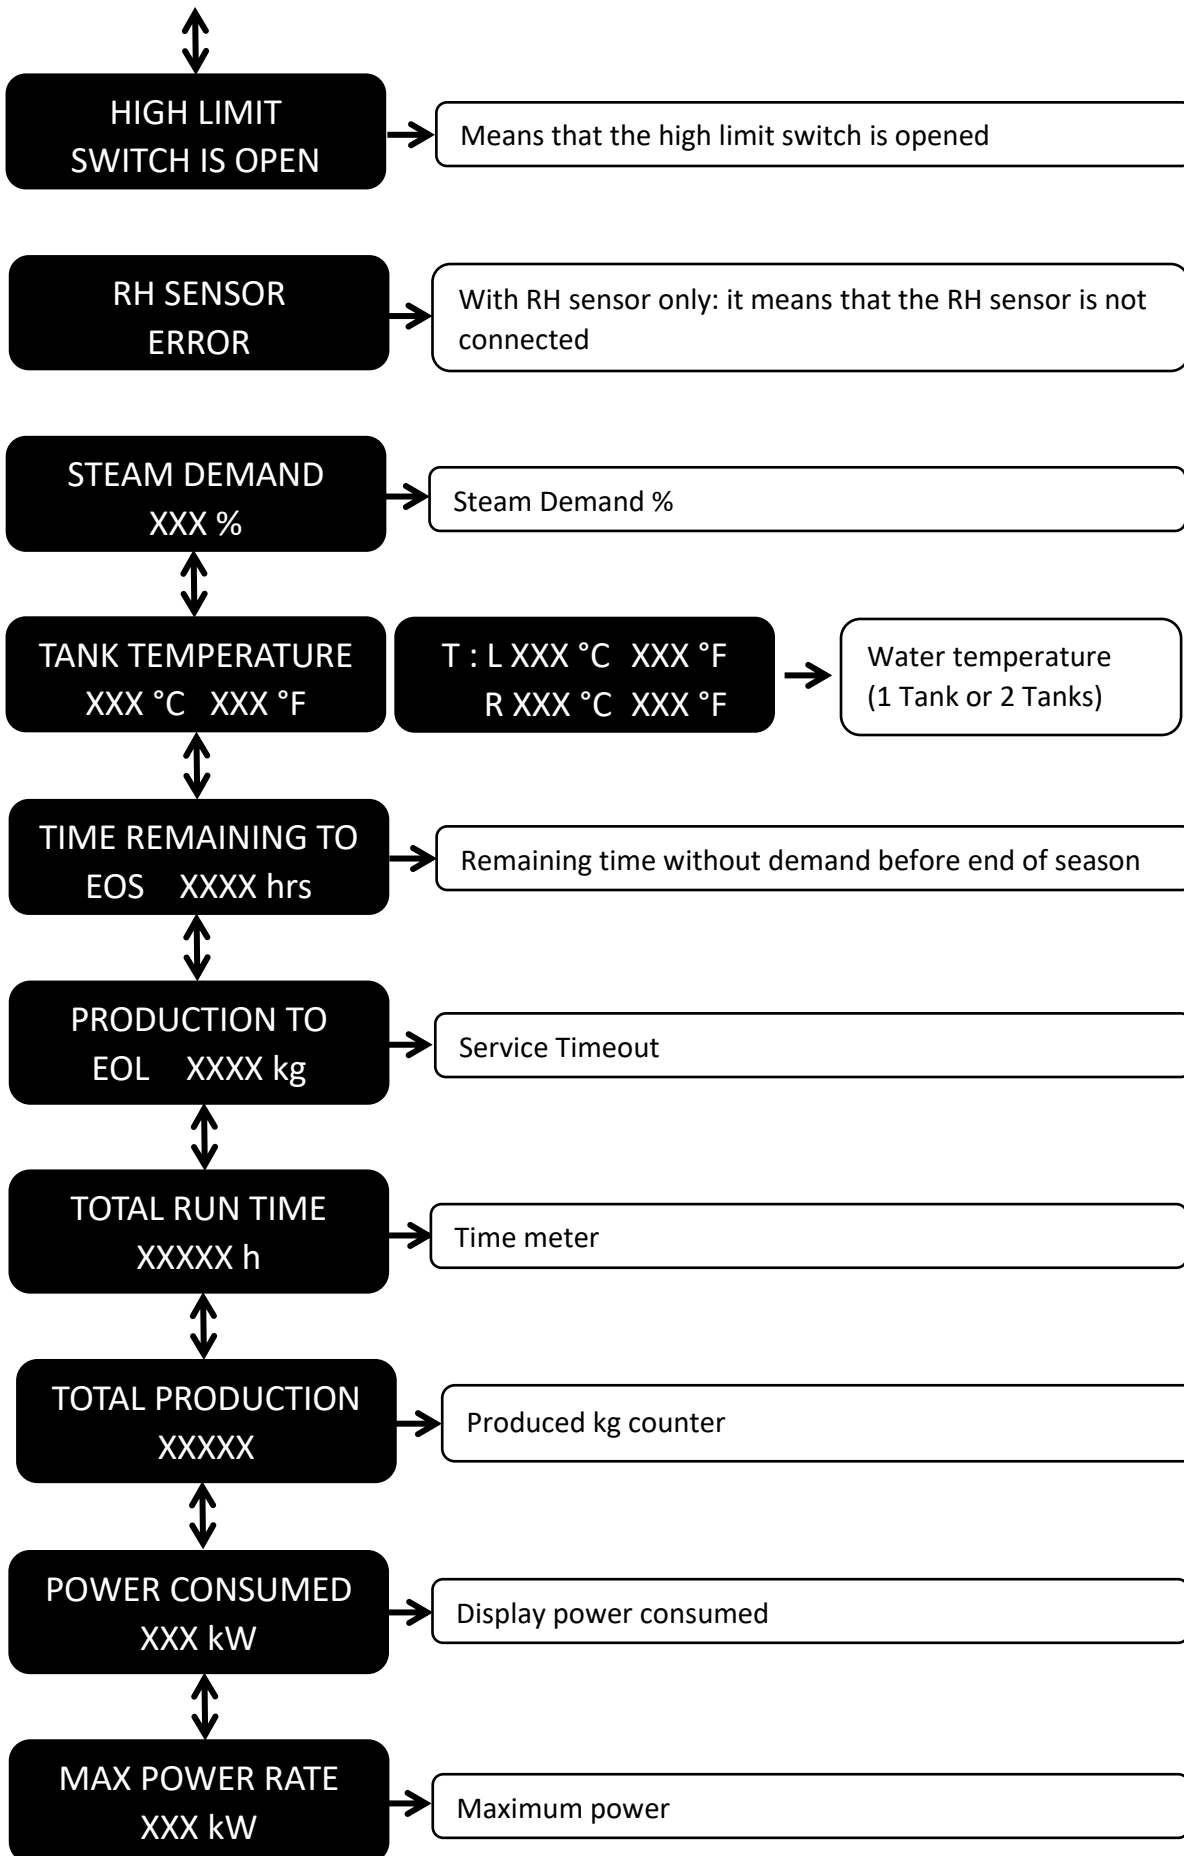 HIGH LIMIT
SWITCH IS OPEN
Means that the high limit switch is opened
RH SENSOR
ERROR
With RH sensor only: it means that the RH sensor is not
connected
STEAM DEMAND
XXX %
Steam Demand %
TANK TEMPERATURE
XXX °C XXX °F
T : L XXX °C XXX °F
R XXX °C XXX °F
Water temperature
(1 Tank or 2 Tanks)
TIME REMAINING TO
EOS XXXX hrs
Remaining time without demand before end of season
PRODUCTION TO
EOL XXXX kg
Service Timeout
TOTAL RUN TIME
XXXXX h
Time meter
TOTAL PRODUCTION
XXXXX
Produced kg counter
POWER CONSUMED
XXX kW
Display power consumed
MAX POWER RATE
XXX kW
Maximum power